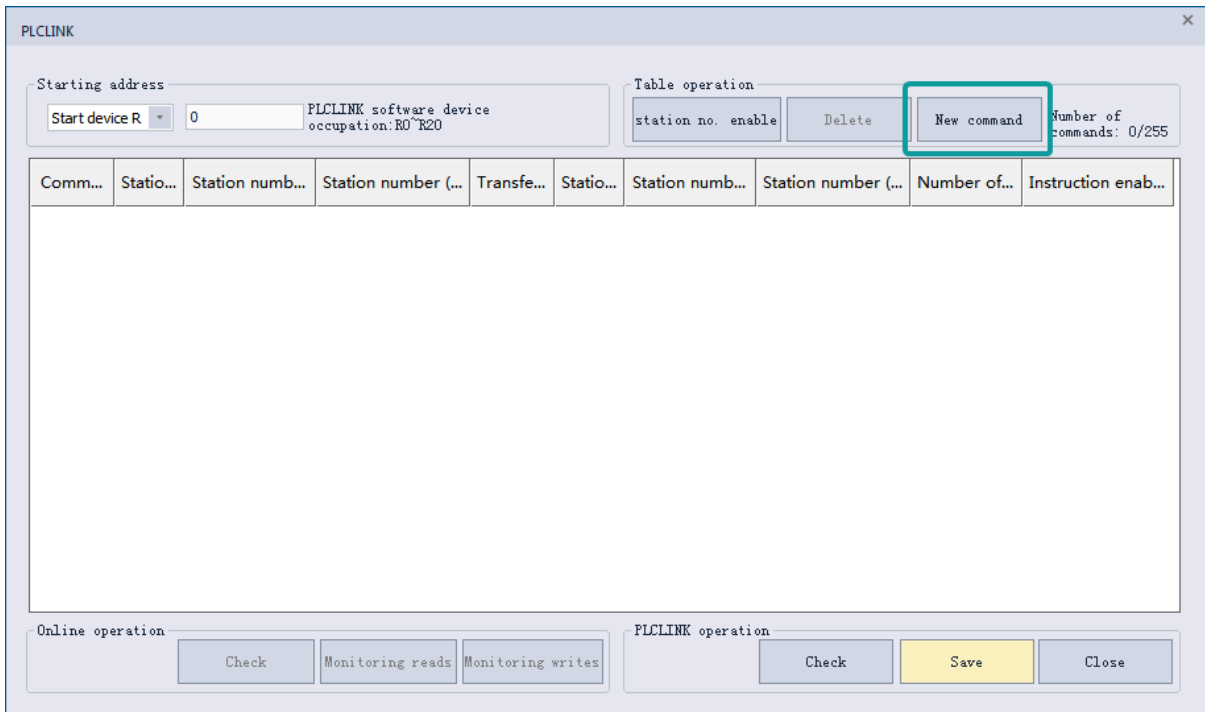 PLCLINK
Starting address
Start device R
0
PLCLINK software device
occupation:R0~R20
Table operation
station no. enable
Delete
New command
Number of
commands: 0/255
Comm... Statio... Station numb... Station number (... Transfe... Statio... Station numb... Station number (... Number of... Instruction enab...
Online operation
Check
Monitoring reads
Monitoring writes
PLCLINK operation
Check
Save
Close